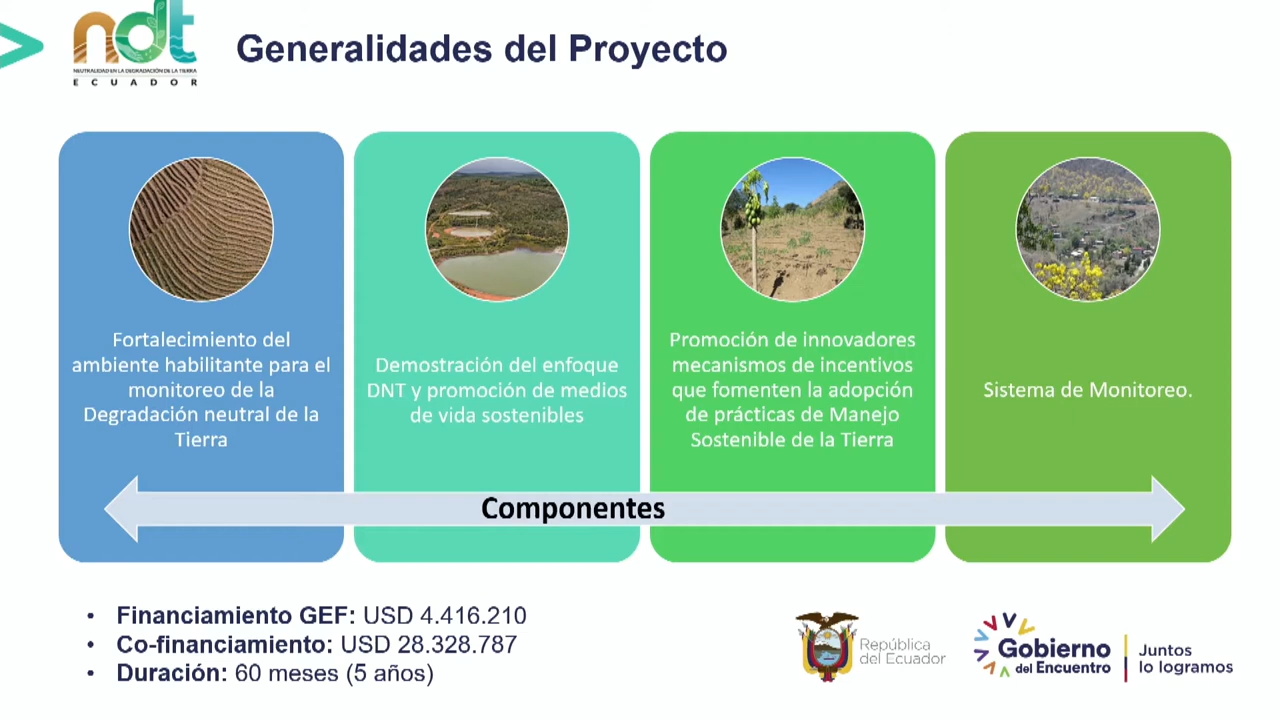 ndt
NEUTRALIDAD EN LA DEGRADACIÓN DE LA TIERRA
ECUADOR
Generalidades del Proyecto
Fortalecimiento del
ambiente habilitante para el
monitoreo de la
Degradación neutral de la
Tierra
Demostración del enfoque
DNT y promoción de medios
de vida sostenibles
Promoción de innovadores
mecanismos de incentivos
que fomenten la adopción
de prácticas de Manejo
Sostenible de la Tierra
Sistema de Monitoreo.
Componentes
• Financiamiento GEF: USD 4.416.210
• Co-financiamiento: USD 28.328.787
• Duración: 60 meses (5 años)
República
del Ecuador
Gobierno
del Encuentro
Juntos
lo logramos